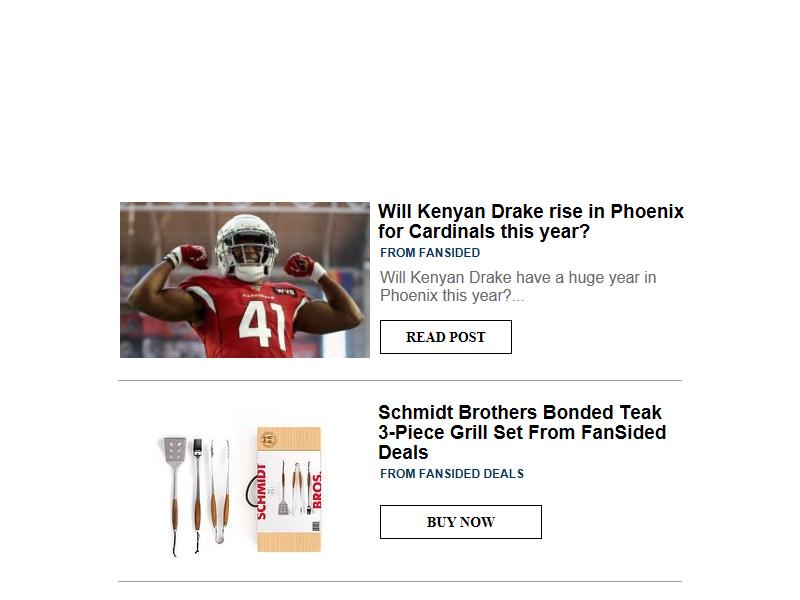 Will Kenyan Drake rise in Phoenix
for Cardinals this year?
FROM FANSIDED
Will Kenyan Drake have a huge year in
Phoenix this year?...
READ POST
CARDINALS
WVB
41
Schmidt Brothers Bonded Teak
3-Piece Grill Set From FanSided
Deals
FROM FANSIDED DEALS
BUY NOW
SCHMIDT
BROS.